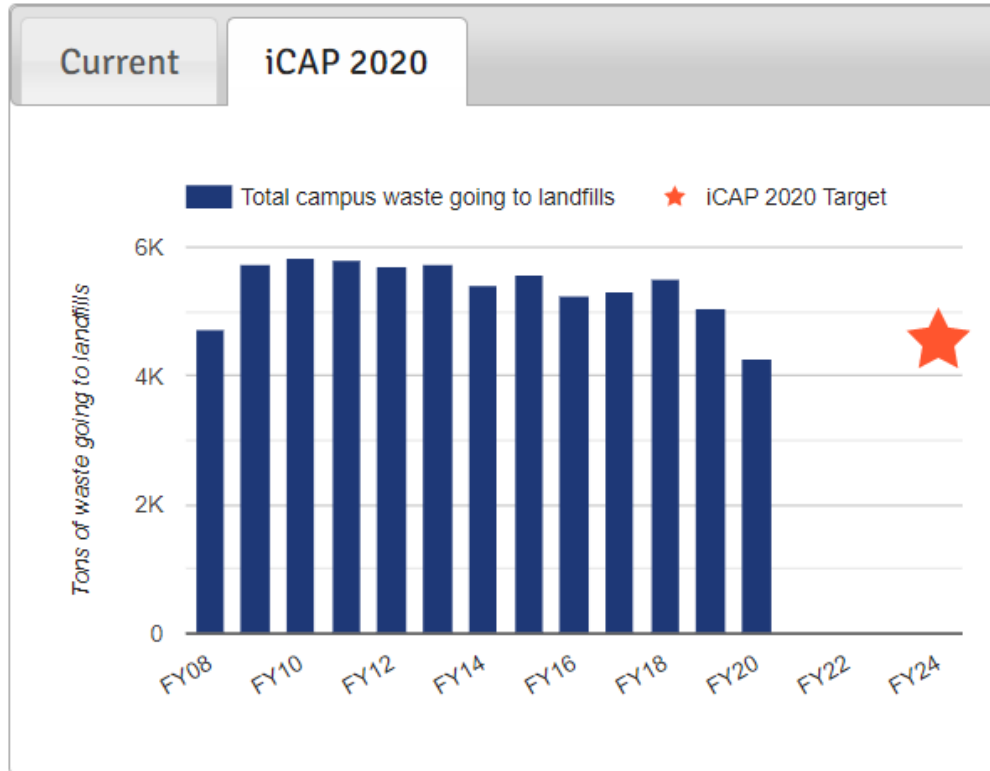 Current iCAP 2020
Total campus waste going to landfills iCAP 2020 Target
Tons of waste going to landfills
6K
4K
2K
0
FY08 FY10 FY12 FY14 FY16 FY18 FY20 FY22 FY24